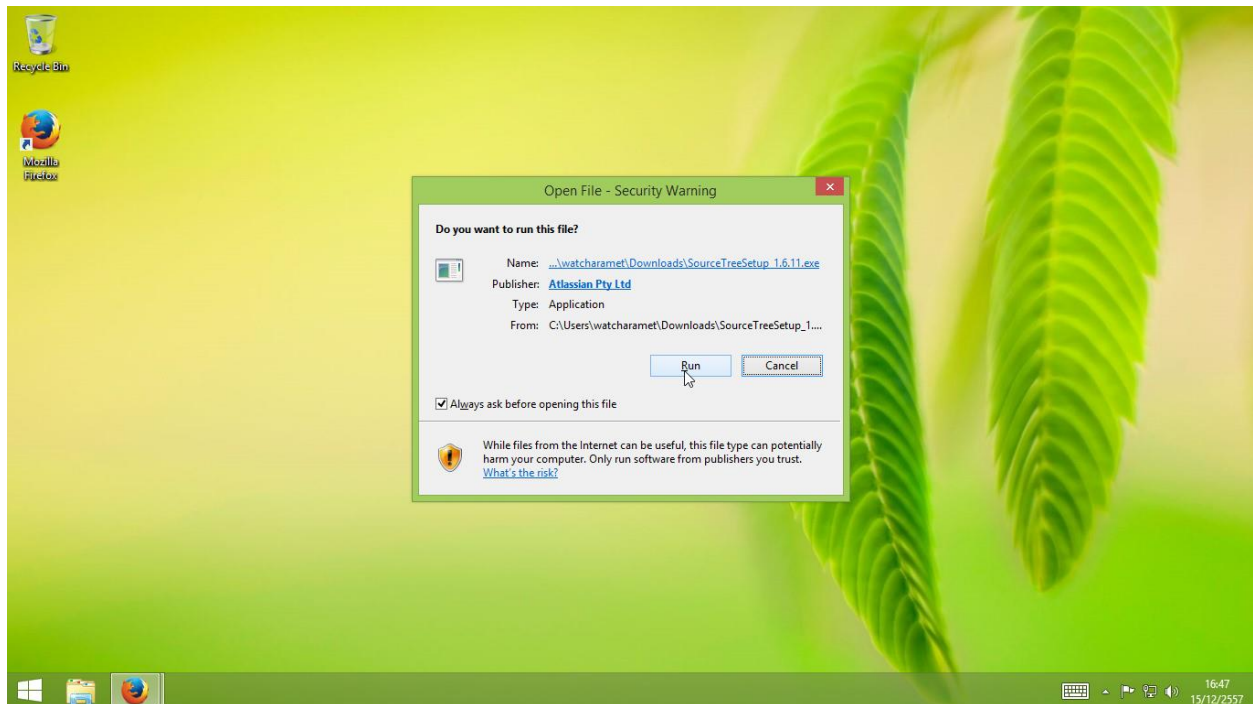 Recycle Bin
Mozilla
Firefox
Open File - Security Warning
Do you want to run this file?
Name: ...\watcharamet\Downloads\SourceTreeSetup_1.6.11.exe
Publisher: Atlassian Pty Ltd
Type: Application
From: C:\Users\watcharamet\Downloads\SourceTreeSetup_1....
Run Cancel
Always ask before opening this file
While files from the Internet can be useful, this file type can potentially
harm your computer. Only run software from publishers you trust.
What's the risk?
16:47
15/12/2557